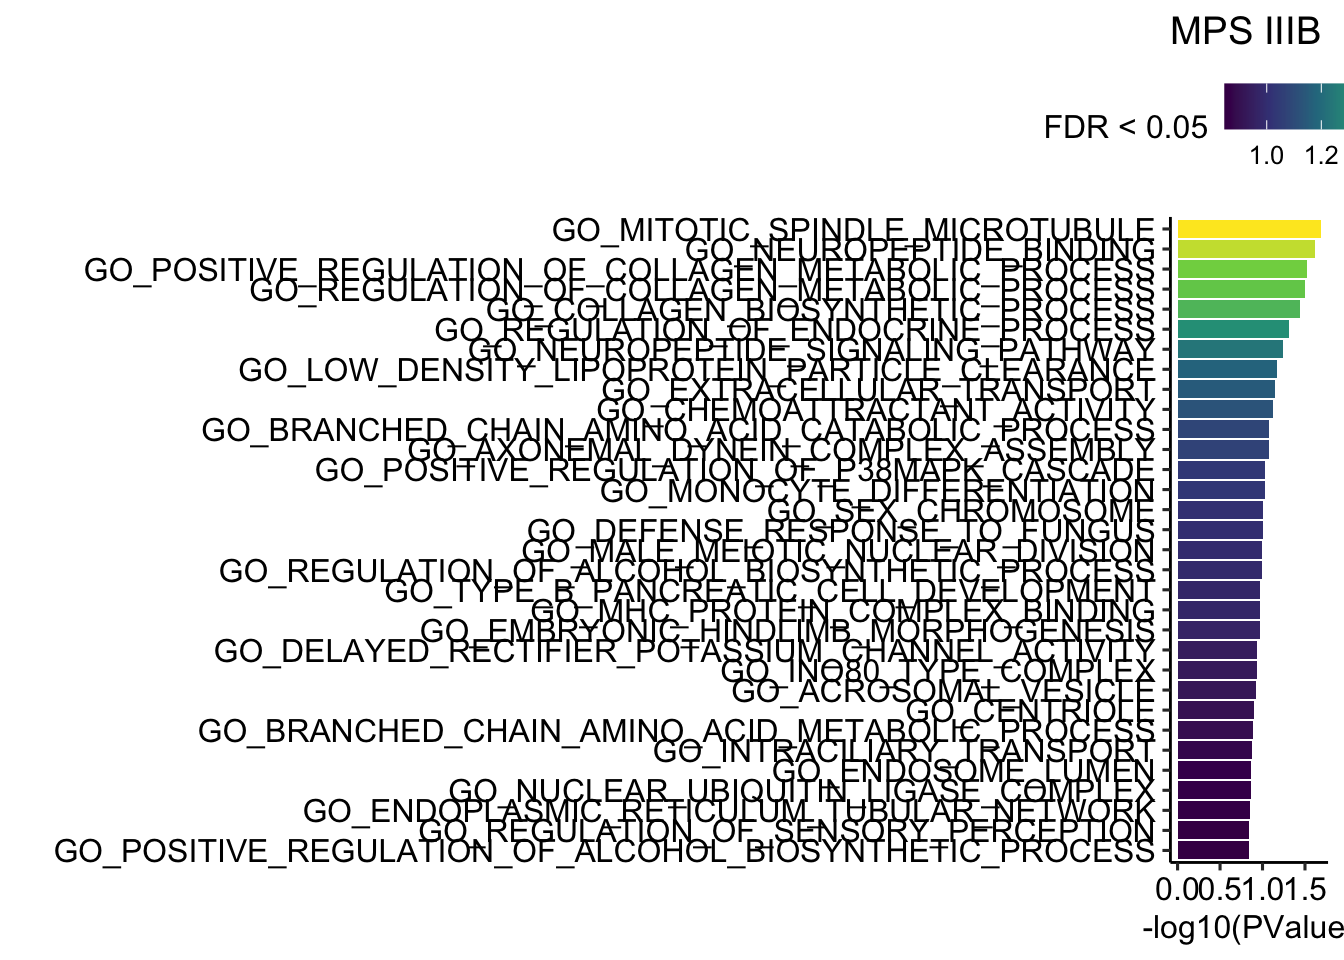 MPS IIIB
FDR < 0.05
1.0 1.2
GO_MITOTIC_SPINDLE_MICROTUBULE
GO_NEUROPEPTIDE_BINDING
GO_POSITIVE_REGULATION_OF_COLLAGEN_METABOLIC_PROCESS
GO_REGULATION_OF_COLLAGEN_METABOLIC_PROCESS
GO_COLLAGEN_BIOSYNTHETIC_PROCESS
GO_REGULATION_OF_ENDOCRINE_PROCESS
GO_NEUROPEPTIDE_SIGNALING_PATHWAY
GO_LOW_DENSITY_LIPOPROTEIN_PARTICLE_CLEARANCE
GO_EXTRACELLULAR_TRANSPORT
GO_CHEMOATTRACTANT_ACTIVITY
GO_BRANCHED_CHAIN_AMINO_ACID_CATABOLIC_PROCESS
GO_AXONEMAL_DYNEIN_COMPLEX_ASSEMBLY
GO_POSITIVE_REGULATION_OF_P38MAPK_CASCADE
GO_MONOCYTE_DIFFERENTIATION
GO_SEX_CHROMOSOME
GO_DEFENSE_RESPONSE_TO_FUNGUS
GO_MALE_MEIOTIC_NUCLEAR_DIVISION
GO_REGULATION_OF_ALCOHOL_BIOSYNTHETIC_PROCESS
GO_TYPE_B_PANCREATIC_CELL_DEVELOPMENT
GO_MHC_PROTEIN_COMPLEX_BINDING
GO_EMBRYONIC_HINDLIMB_MORPHOGENESIS
GO_DELAYED_RECTIFIER_POTASSIUM_CHANNEL_ACTIVITY
GO_INO80_TYPE_COMPLEX
GO_ACROSOMAL_VESICLE
GO_CENTRIOLE
GO_BRANCHED_CHAIN_AMINO_ACID_METABOLIC_PROCESS
GO_INTRACILIARY_TRANSPORT
GO_ENDOSOME_LUMEN
GO_NUCLEAR_UBIQUITIN_LIGASE_COMPLEX
GO_ENDOPLASMIC_RETICULUM_TUBULAR_NETWORK
GO_REGULATION_OF_SENSORY_PERCEPTION
GO_POSITIVE_REGULATION_OF_ALCOHOL_BIOSYNTHETIC_PROCESS
0.0 0.5 1.0 1.5
-log10(PValue